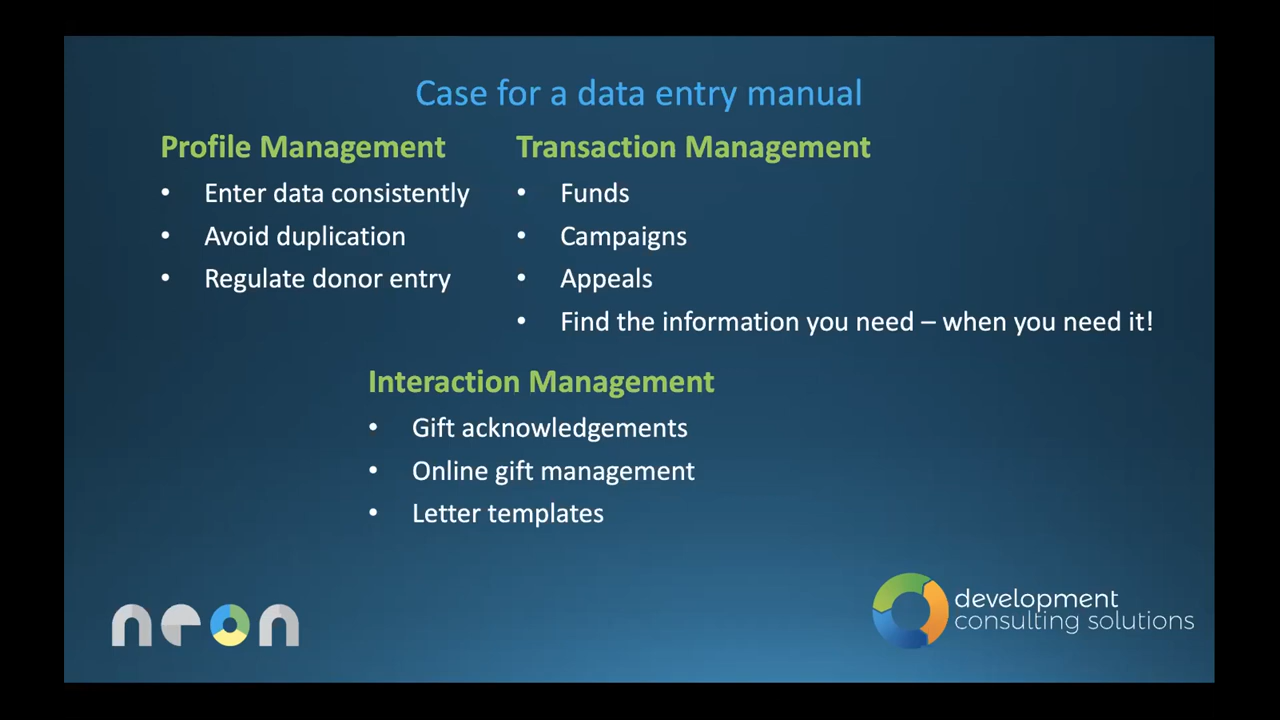 Case for a data entry manual
Profile Management
• Enter data consistently
• Avoid duplication
• Regulate donor entry
Transaction Management
• Funds
• Campaigns
• Appeals
• Find the information you need – when you need it!
Interaction Management
• Gift acknowledgements
• Online gift management
• Letter templates
neon
development
consulting solutions